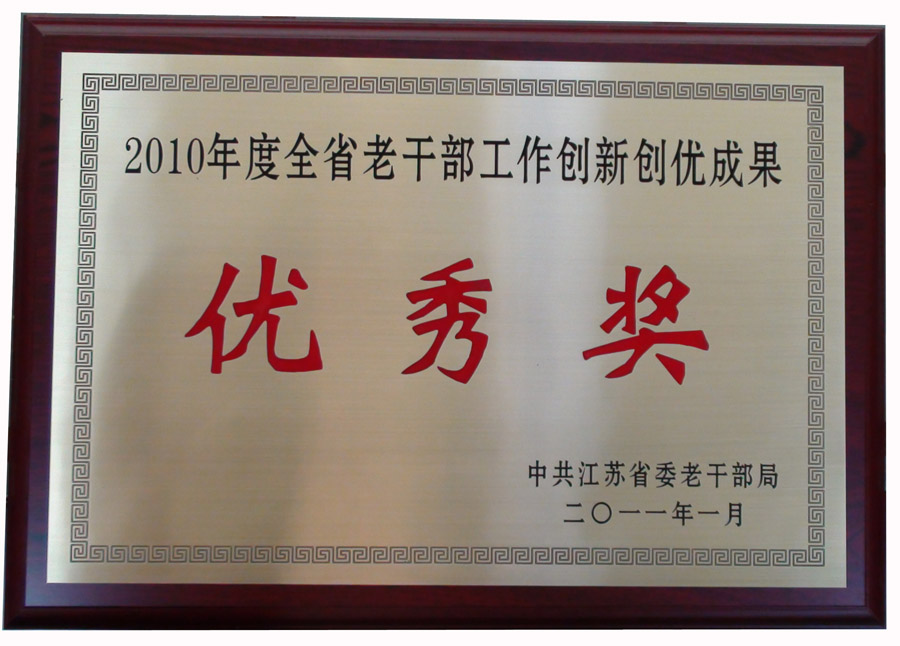 2010年度全省老干部工作创新创优成果
优秀奖
中共江苏省委老干部局
二〇一一年一月